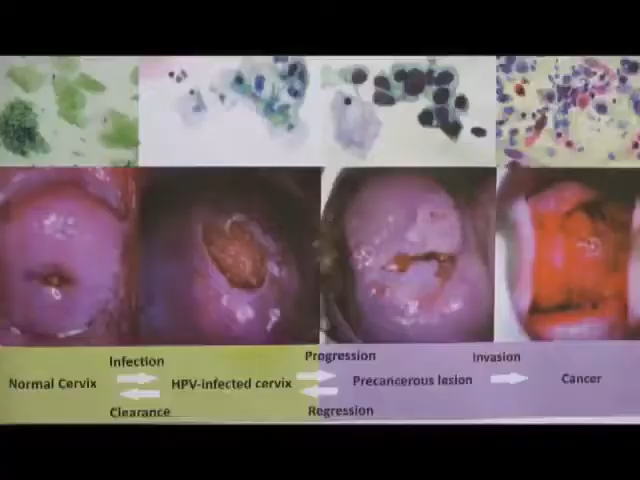 Infection
Progression
Invasion
Normal Cervix
HPV-infected cervix
Precancerous lesion
Cancer
Clearance
Regression